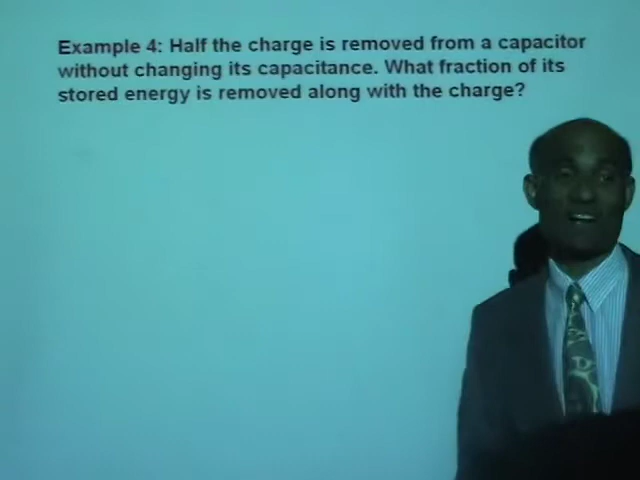 Example 4: Half the charge is removed from a capacitor
without changing its capacitance. What fraction of its
stored energy is removed along with the charge?